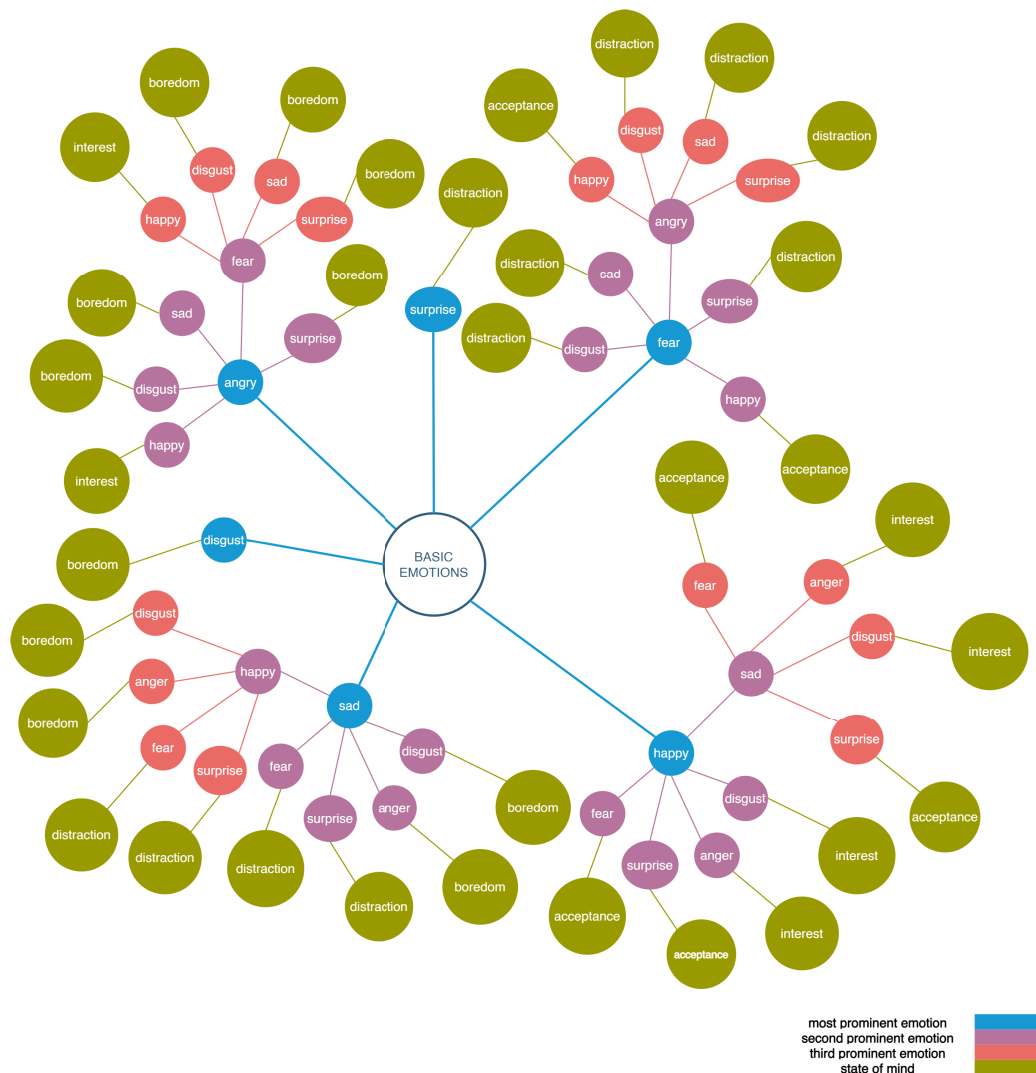 distraction
boredom
distraction
boredom
acceptance
distraction
disgust
sad
interest
disgust
boredom
happy
surprise
sad
distraction
happy
surprise
angry
fear
boredom
distraction
sad
distraction
boredom
sad
surprise
surprise
surprise
distraction
disgust
fear
boredom
disgust
angry
happy
happy
interest
acceptance
acceptance
interest
disgust
BASIC
EMOTIONS
boredom
fear
anger
disgust
boredom
disgust
interest
happy
anger
sad
boredom
sad
fear
surprise
happy
surprise
fear
disgust
disgust
surprise
anger
fear
distraction
boredom
acceptance
surprise
anger
interest
distraction
distraction
surprise
boredom
distraction
acceptance
interest
acceptance
most prominent emotion
second prominent emotion
third prominent emotion
state of mind